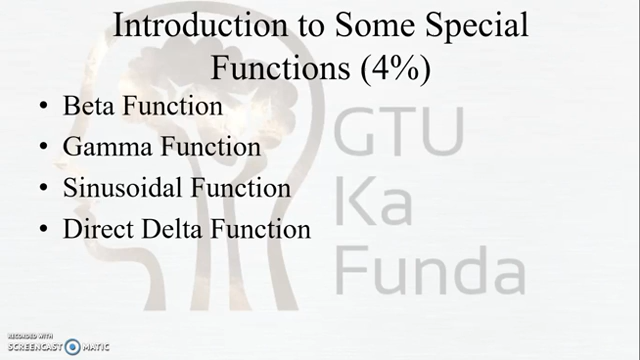 Introduction to Some Special
Functions (4%)
• Beta Function
• Gamma Function
• Sinusoidal Function
• Direct Delta Function
GTU
Ka
Funda
RECORDED WITH
SCREENCAST MATIC